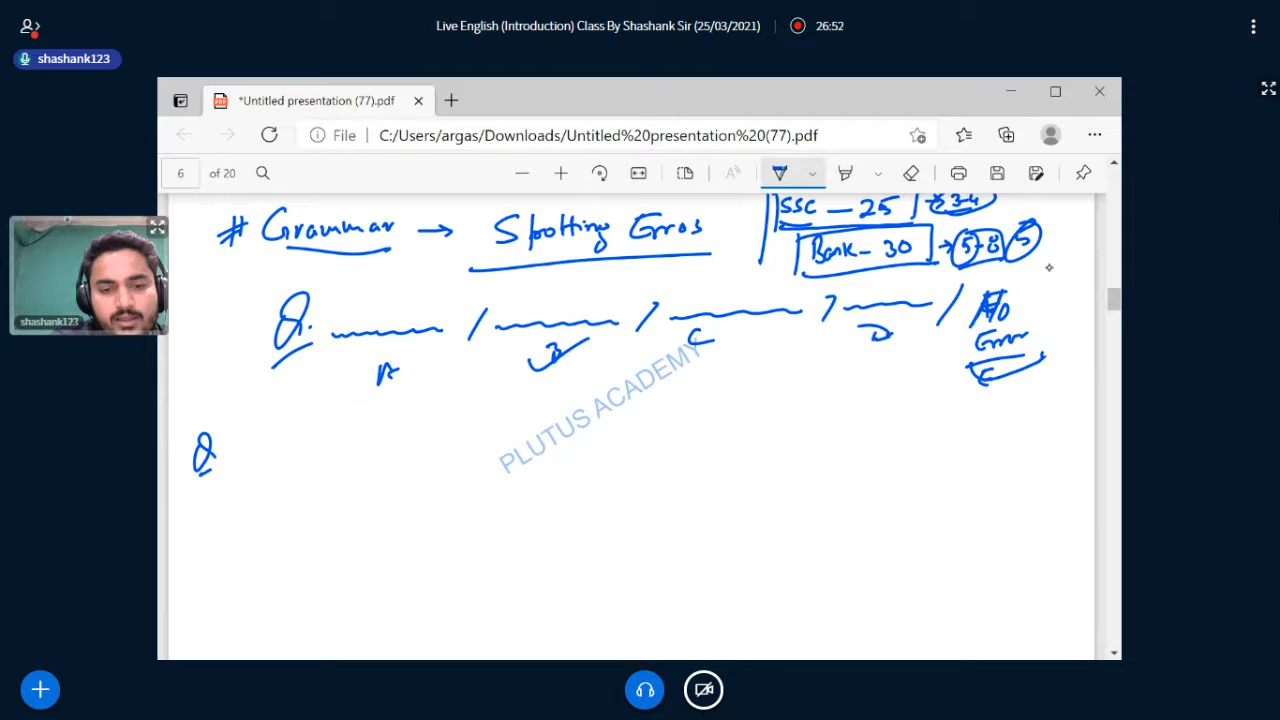 Live English (Introduction) Class By Shashank Sir (25/03/2021)
26:52
shashank123
*Untitled presentation (77).pdf
File
C:/Users/argas/Downloads/Untitled%20presentation%20(77).pdf
6 of 20
# Grammar → Spotting Erros
SSC - 25
Bank - 30 → 5-8 5
shashank123
Q. / / / / No
Error
A B C D
PLUTUS ACADEMY
Q